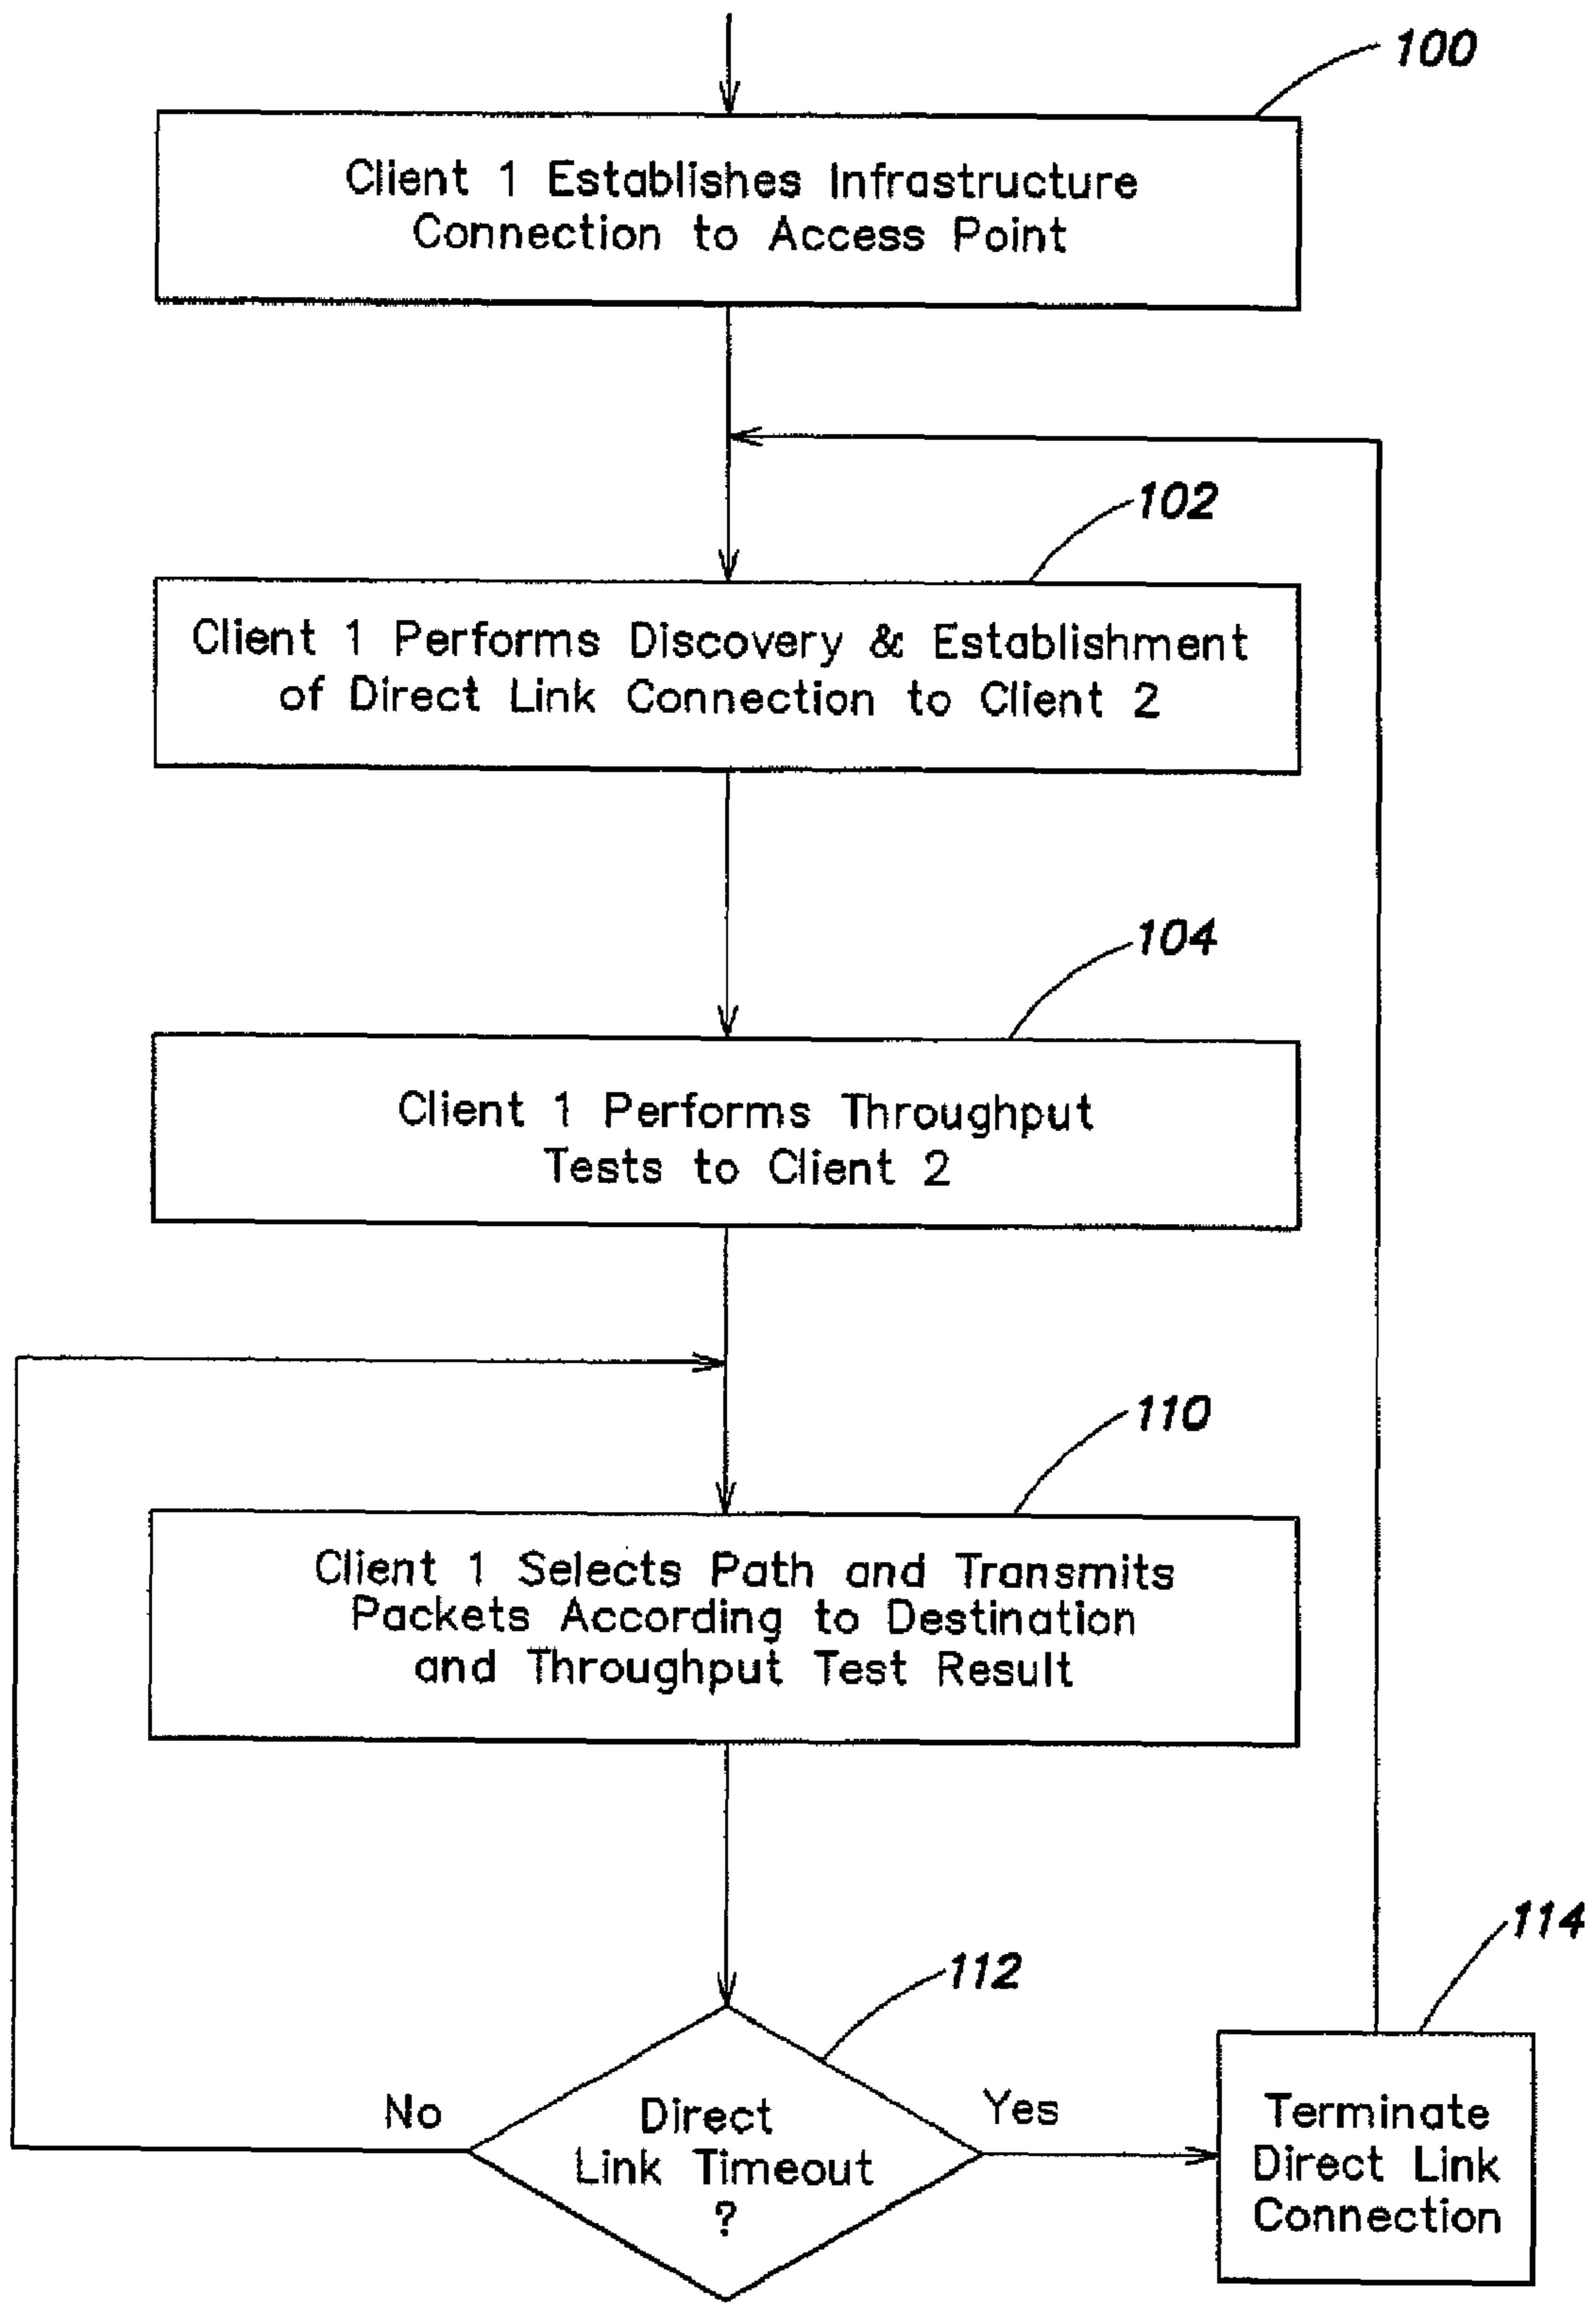 100
Client 1 Establishes Infrastructure
Connection to Access Point
102
Client 1 Performs Discovery & Establishment
of Direct Link Connection to Client 2
104
Client 1 Performs Throughput
Tests to Client 2
110
Client 1 Selects Path and Transmits
Packets According to Destination
and Throughput Test Result
112
Direct
Link Timeout
?
No
Yes
114
Terminate
Direct Link
Connection